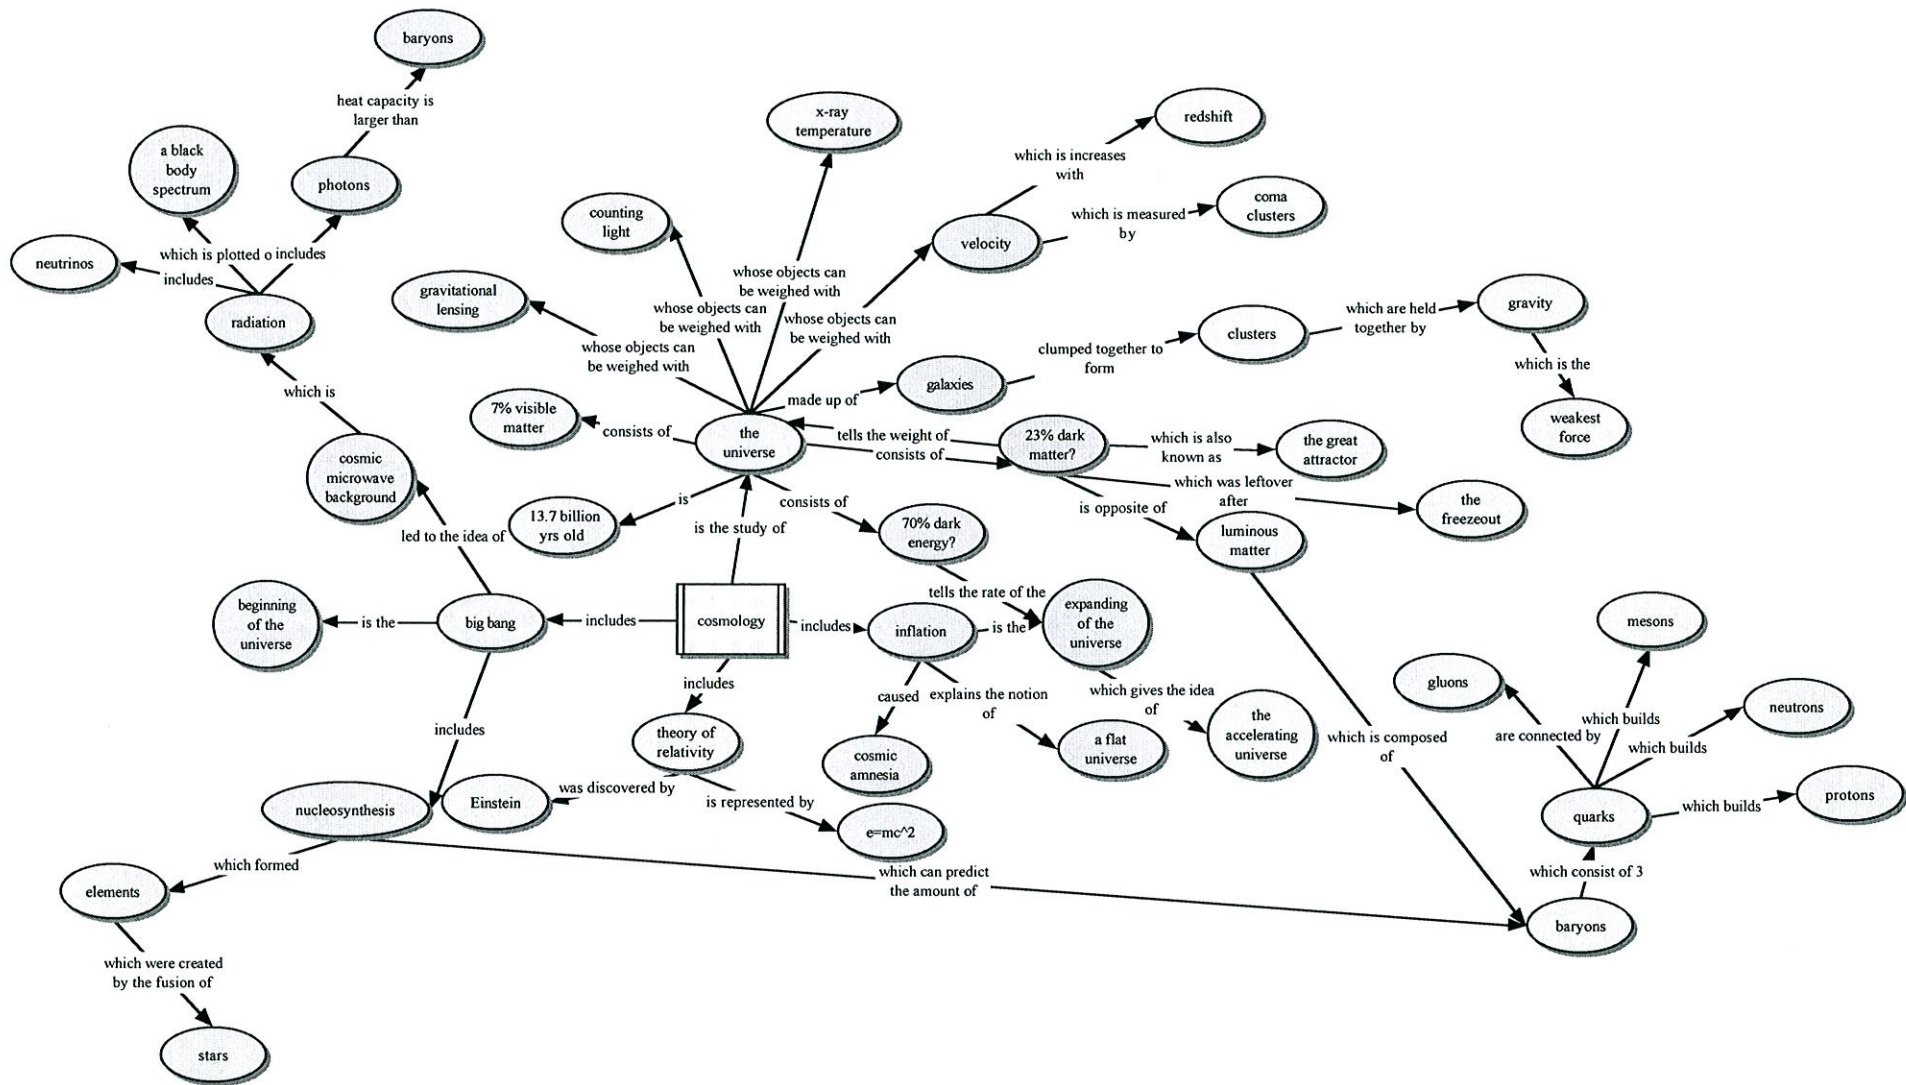 baryons
heat capacity is
larger than
a black
body
spectrum
photons
which is plotted o
includes
neutrinos
includes
radiation
which is
cosmic
microwave
background
led to the idea of
x-ray
temperature
redshift
which is increases
with
counting
light
coma
clusters
which is measured
by
velocity
gravitational
lensing
whose objects can
be weighed with
whose objects can
be weighed with
whose objects can
be weighed with
whose objects can
be weighed with
gravity
which are held
together by
clusters
clumped together to
form
galaxies
made up of
which is the
weakest
force
7% visible
matter
consists of
the
universe
tells the weight of
consists of
23% dark
matter?
which is also
known as
the great
attractor
which was leftover
after
the
freezeout
is opposite of
luminous
matter
is
13.7 billion
yrs old
is the study of
consists of
70% dark
energy?
tells the rate of the
beginning
of the
universe
is the
big bang
includes
cosmology
includes
inflation
is the
expanding
of the
universe
mesons
gluons
neutrons
which builds
are connected by
which builds
quarks
which builds
protons
includes
theory of
relativity
caused
explains the notion
of
which gives the idea
of
the
accelerating
universe
cosmic
amnesia
a flat
universe
which is composed
of
includes
nucleosynthesis
Einstein
was discovered by
is represented by
e=mc^2
which formed
which can predict
the amount of
which consist of 3
baryons
elements
which were created
by the fusion of
stars